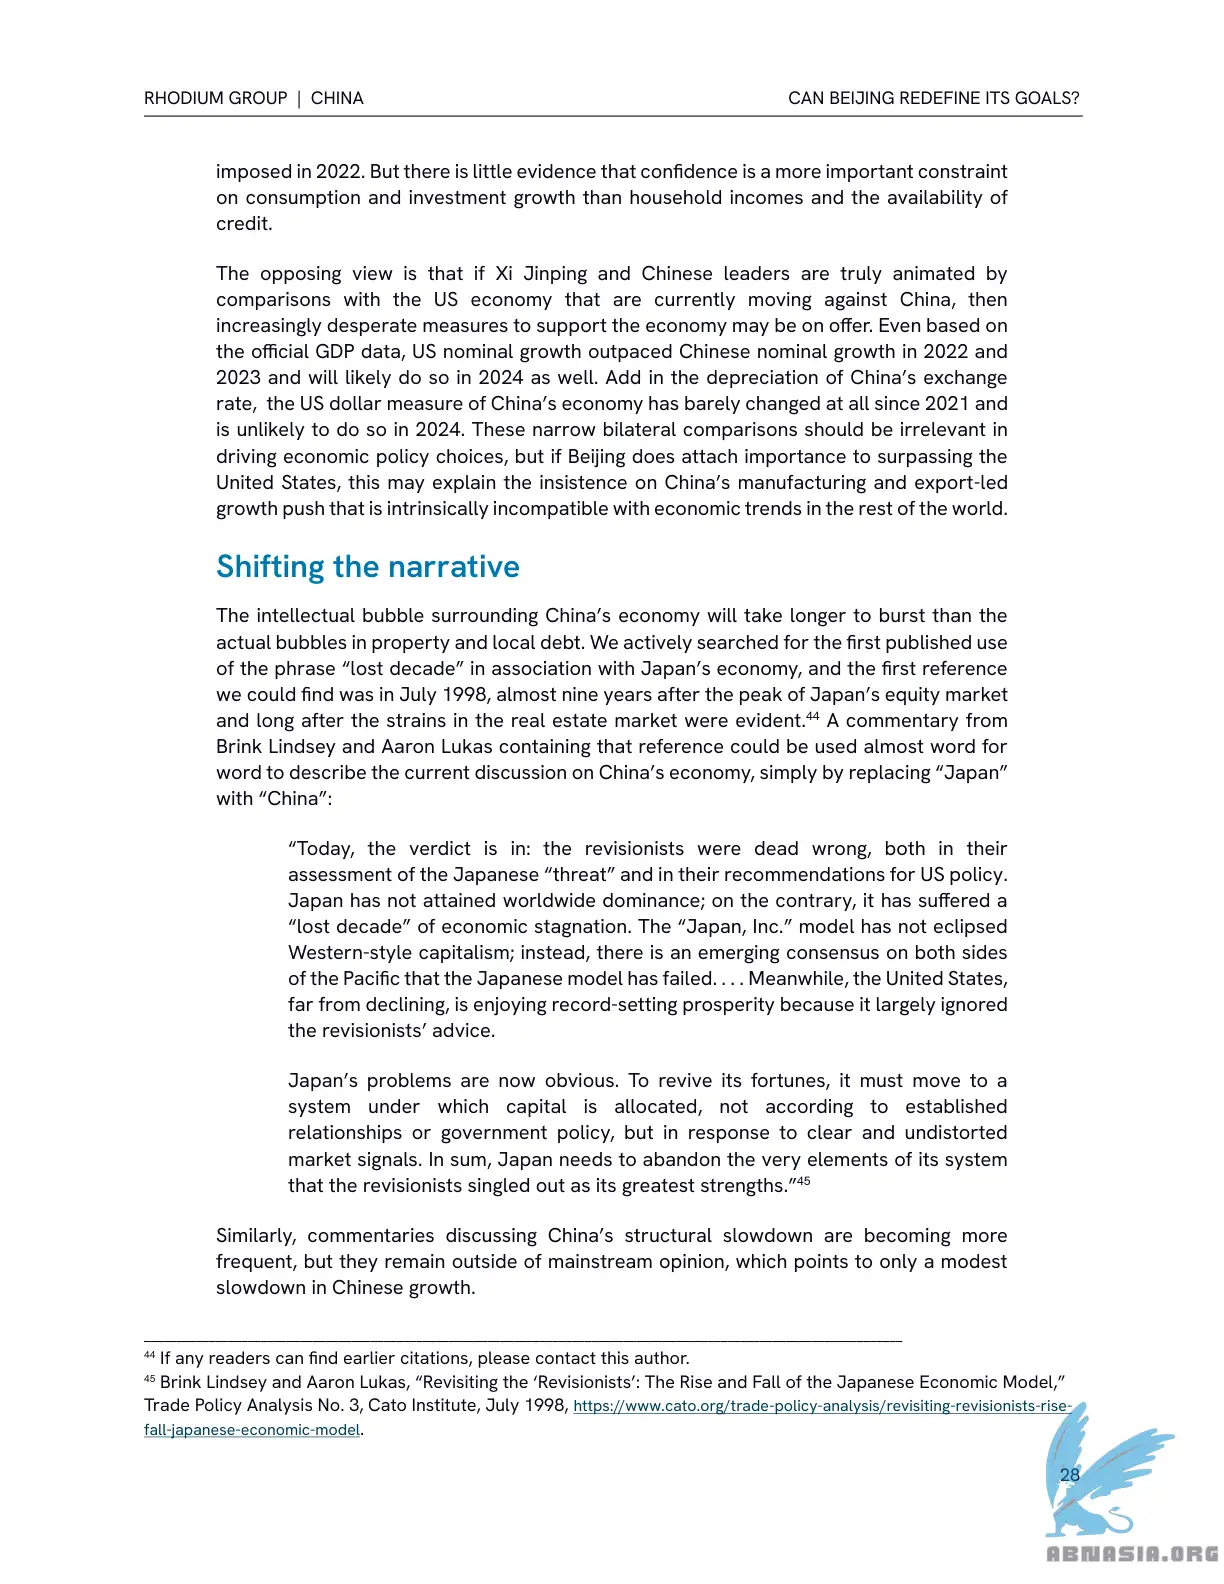 RHODIUM GROUP | CHINA
CAN BEIJING REDEFINE ITS GOALS?
imposed in 2022. But there is little evidence that confidence is a more important constraint
on consumption and investment growth than household incomes and the availability of
credit.
The opposing view is that if Xi Jinping and Chinese leaders are truly animated by
comparisons with the US economy that are currently moving against China, then
increasingly desperate measures to support the economy may be on offer. Even based on
the official GDP data, US nominal growth outpaced Chinese nominal growth in 2022 and
2023 and will likely do so in 2024 as well. Add in the depreciation of China’s exchange
rate, the US dollar measure of China’s economy has barely changed at all since 2021 and
is unlikely to do so in 2024. These narrow bilateral comparisons should be irrelevant in
driving economic policy choices, but if Beijing does attach importance to surpassing the
United States, this may explain the insistence on China’s manufacturing and export-led
growth push that is intrinsically incompatible with economic trends in the rest of the world.
Shifting the narrative
The intellectual bubble surrounding China’s economy will take longer to burst than the
actual bubbles in property and local debt. We actively searched for the first published use
of the phrase “lost decade” in association with Japan’s economy, and the first reference
we could find was in July 1998, almost nine years after the peak of Japan’s equity market
and long after the strains in the real estate market were evident.⁴⁴ A commentary from
Brink Lindsey and Aaron Lukas containing that reference could be used almost word for
word to describe the current discussion on China’s economy, simply by replacing “Japan”
with “China”:
“Today, the verdict is in: the revisionists were dead wrong, both in their
assessment of the Japanese “threat” and in their recommendations for US policy.
Japan has not attained worldwide dominance; on the contrary, it has suffered a
“lost decade” of economic stagnation. The “Japan, Inc.” model has not eclipsed
Western-style capitalism; instead, there is an emerging consensus on both sides
of the Pacific that the Japanese model has failed. . . . Meanwhile, the United States,
far from declining, is enjoying record-setting prosperity because it largely ignored
the revisionists’ advice.
Japan’s problems are now obvious. To revive its fortunes, it must move to a
system under which capital is allocated, not according to established
relationships or government policy, but in response to clear and undistorted
market signals. In sum, Japan needs to abandon the very elements of its system
that the revisionists singled out as its greatest strengths.”⁴⁵
Similarly, commentaries discussing China’s structural slowdown are becoming more
frequent, but they remain outside of mainstream opinion, which points to only a modest
slowdown in Chinese growth.
⁴⁴ If any readers can find earlier citations, please contact this author.
⁴⁵ Brink Lindsey and Aaron Lukas, “Revisiting the ‘Revisionists’: The Rise and Fall of the Japanese Economic Model,”
Trade Policy Analysis No. 3, Cato Institute, July 1998, https://www.cato.org/trade-policy-analysis/revisiting-revisionists-rise-
fall-japanese-economic-model.
28
ABNASIA.ORG